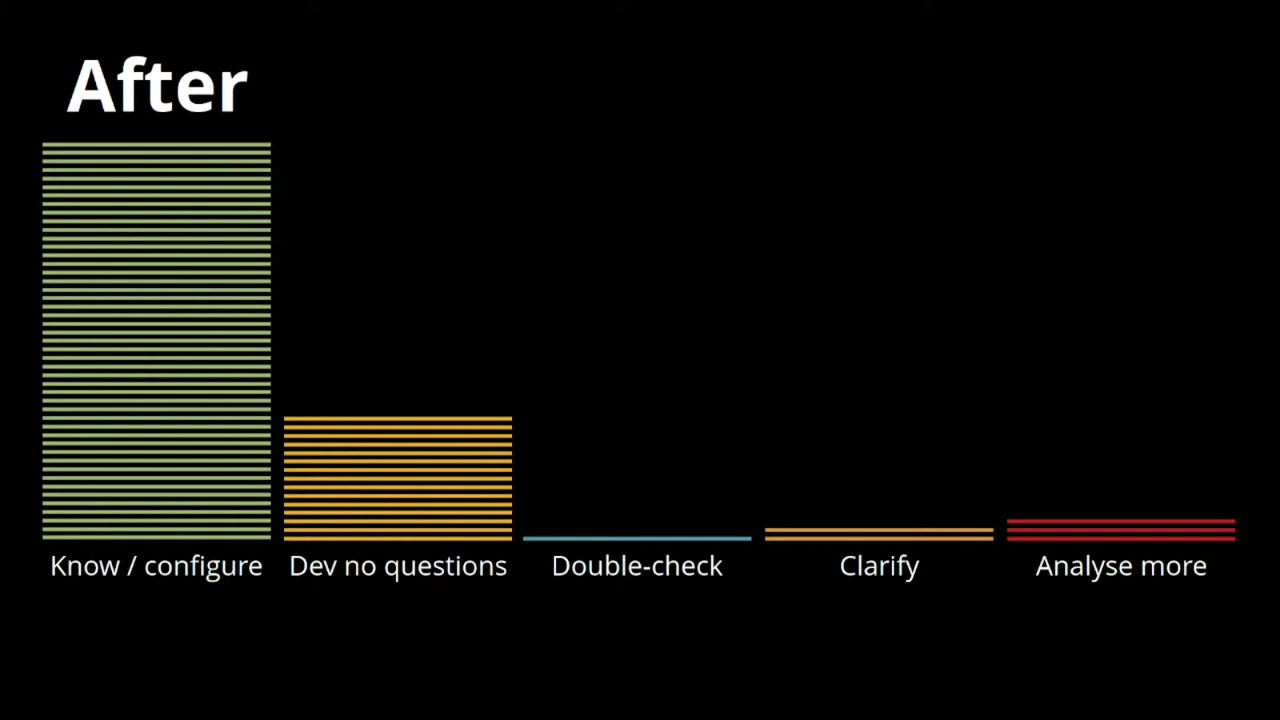 After
Know / configure
Dev no questions
Double-check
Clarify
Analyse more